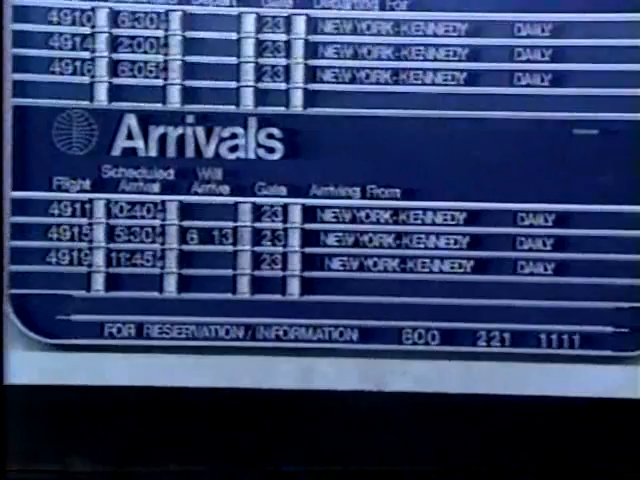 Gate Departing For
4910 6:30 23 NEW YORK-KENNEDY DAILY
4914 2:00 23 NEW YORK-KENNEDY DAILY
4916 6:05 23 NEW YORK-KENNEDY DAILY
Arrivals
Flight Scheduled Arrival Will Arrive Gate Arriving From
4911 10:40 23 NEW YORK-KENNEDY DAILY
4915 5:30 6 13 23 NEW YORK-KENNEDY DAILY
4919 11:45 23 NEW YORK-KENNEDY DAILY
FOR RESERVATION/INFORMATION 800 221 1111